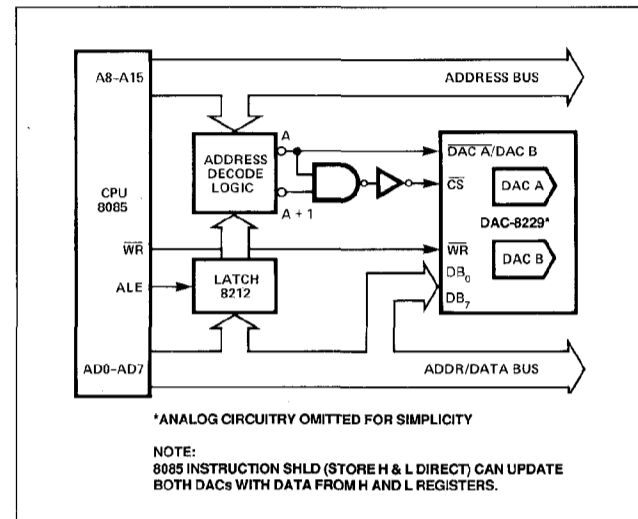 A8–A15
ADDRESS BUS
A
ADDRESS
DECODE
LOGIC
A + 1
DAC A/DAC B
CS
DAC A
DAC-8229*
CPU
8085
WR
WR
DAC B
DB0
DB7
ALE
LATCH
8212
AD0–AD7
ADDR/DATA BUS
*ANALOG CIRCUITRY OMITTED FOR SIMPLICITY
NOTE:
8085 INSTRUCTION SHLD (STORE H & L DIRECT) CAN UPDATE
BOTH DACs WITH DATA FROM H AND L REGISTERS.